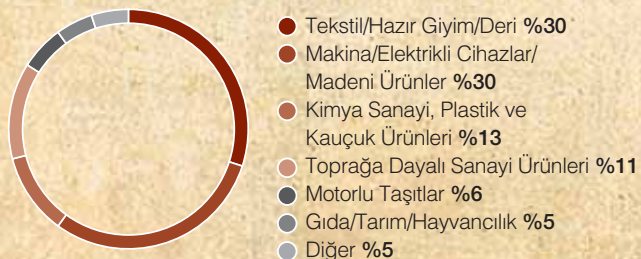 Tekstil/Hazır Giyim/Deri %30
Makina/Elektrikli Cihazlar/
Madeni Ürünler %30
Kimya Sanayi, Plastik ve
Kauçuk Ürünleri %13
Toprağa Dayalı Sanayi Ürünleri %11
Motorlu Taşıtlar %6
Gıda/Tarım/Hayvancılık %5
Diğer %5